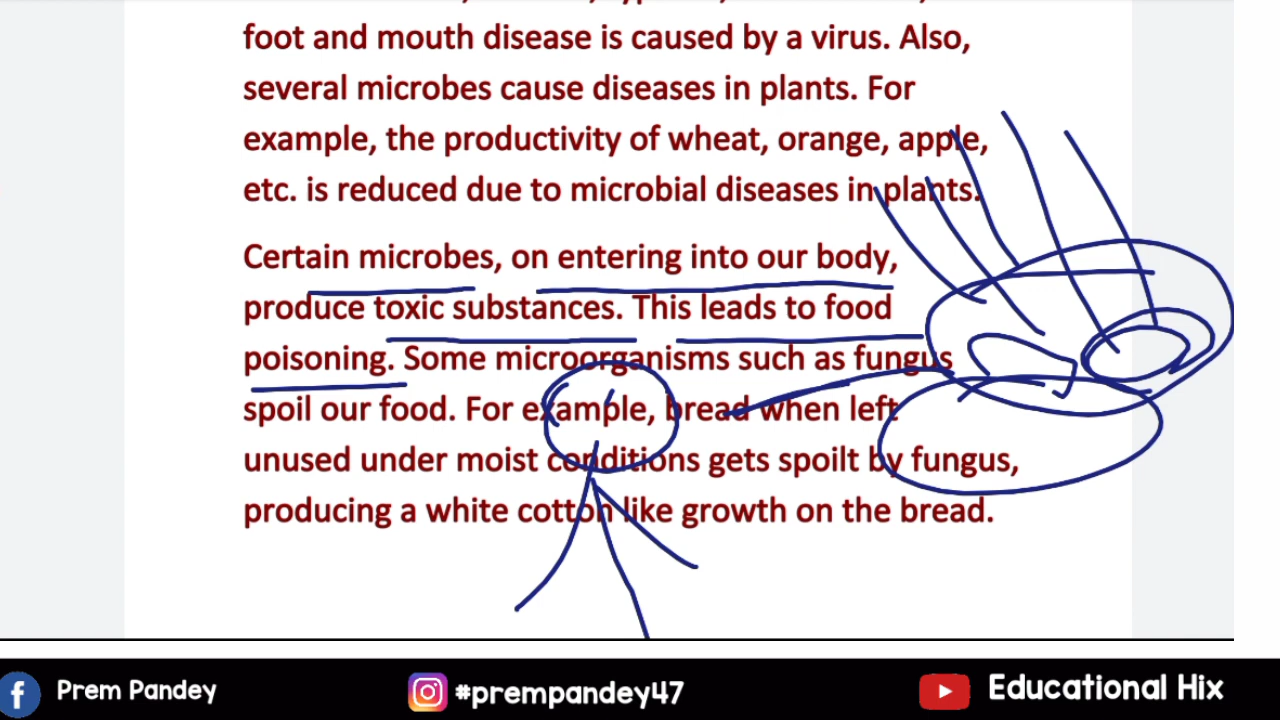 foot and mouth disease is caused by a virus. Also,
several microbes cause diseases in plants. For
example, the productivity of wheat, orange, apple,
etc. is reduced due to microbial diseases in plants.
Certain microbes, on entering into our body,
produce toxic substances. This leads to food
poisoning. Some microorganisms such as fungus
spoil our food. For example, bread when left
unused under moist conditions gets spoilt by fungus,
producing a white cotton like growth on the bread.
Prem Pandey #prempandey47 Educational Hix